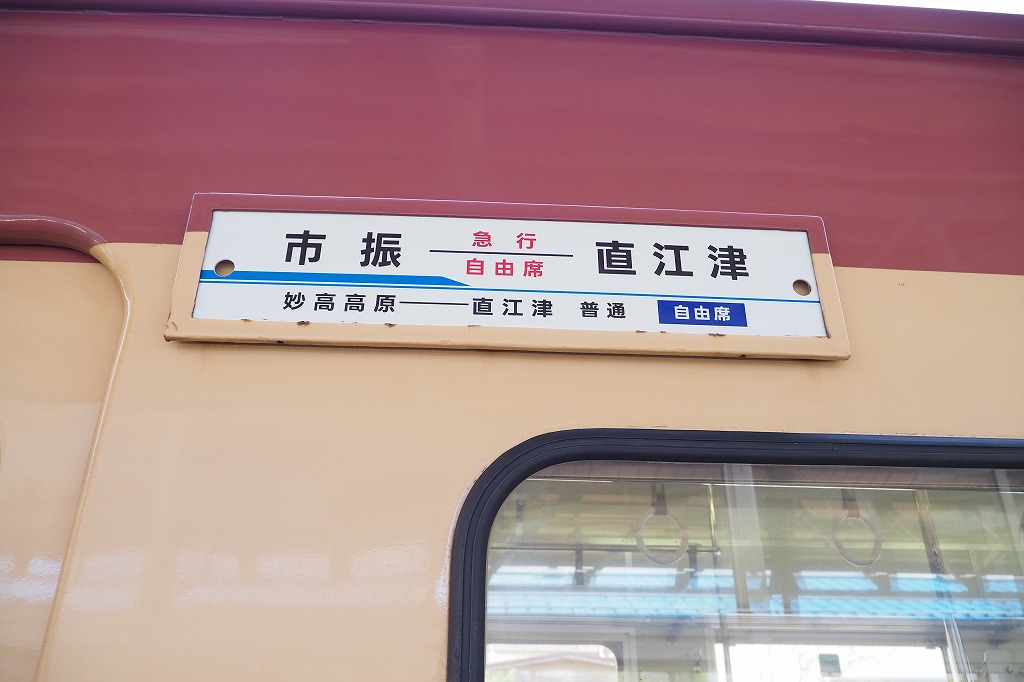 市振 急行 直江津
自由席
妙高高原――直江津 普通 自由席